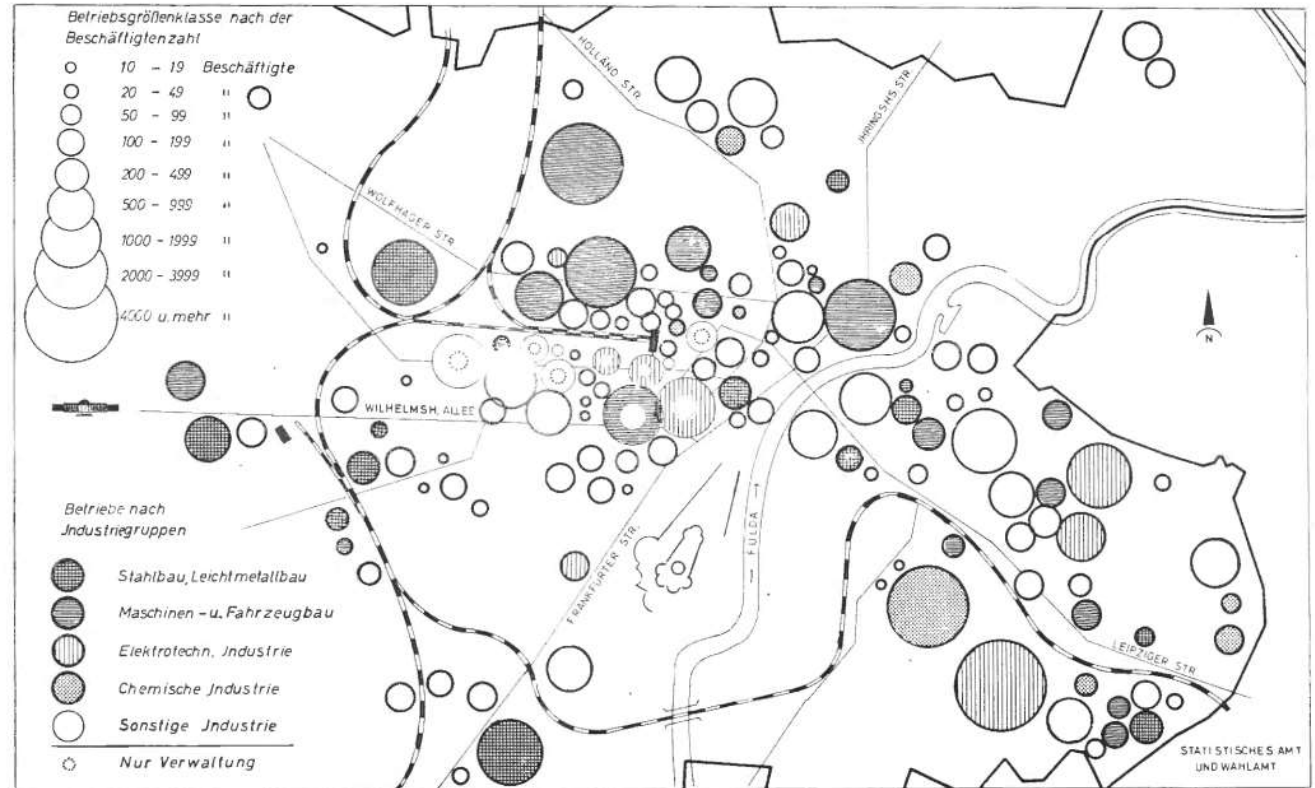 Betriebsgrößenklasse nach der
Beschäftigtenzahl
10 - 19 Beschäftigte
20 - 49 "
50 - 99 "
100 - 199 "
200 - 499 "
500 - 999 "
1000 - 1999 "
2000 - 3999 "
4000 u. mehr "
HOLLAND STR.
JHRINGSHS. STR.
WOLFHAGER STR.
N
WILHELMSH. ALLEE
FULDA
FRANKFURTER STR.
LEIPZIGER STR.
Betriebe nach
Jndustriegruppen
Stahlbau, Leichtmetallbau
Maschinen - u. Fahrzeugbau
Elektrotechn. Jndustrie
Chemische Jndustrie
Sonstige Jndustrie
Nur Verwaltung
STATISTISCHES AMT
UND WAHLAMT